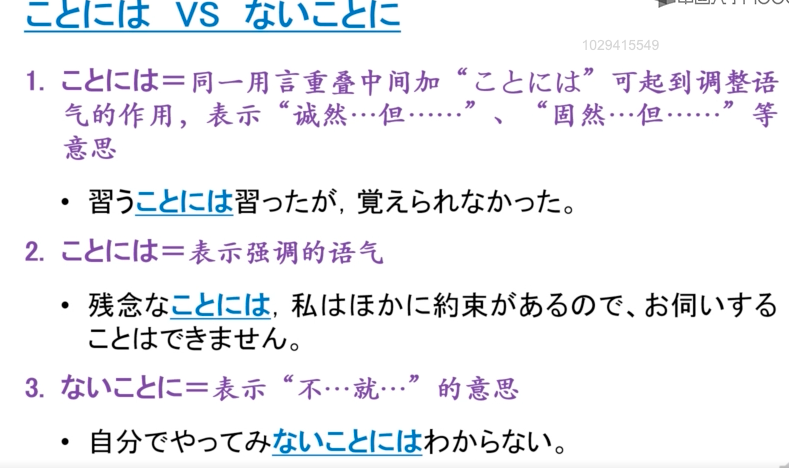 ことには VS ないことに
1029415549
1. ことには＝同一用言重叠中间加“ことには”可起到调整语
气的作用，表示“诚然…但……”、“固然…但……”等
意思
• 習うことには習ったが，覚えられなかった。
2. ことには＝表示强调的语气
• 残念なことには，私はほかに約束があるので、お伺いする
ことはできません。
3. ないことに＝表示“不…就…”的意思
• 自分でやってみないことにはわからない。